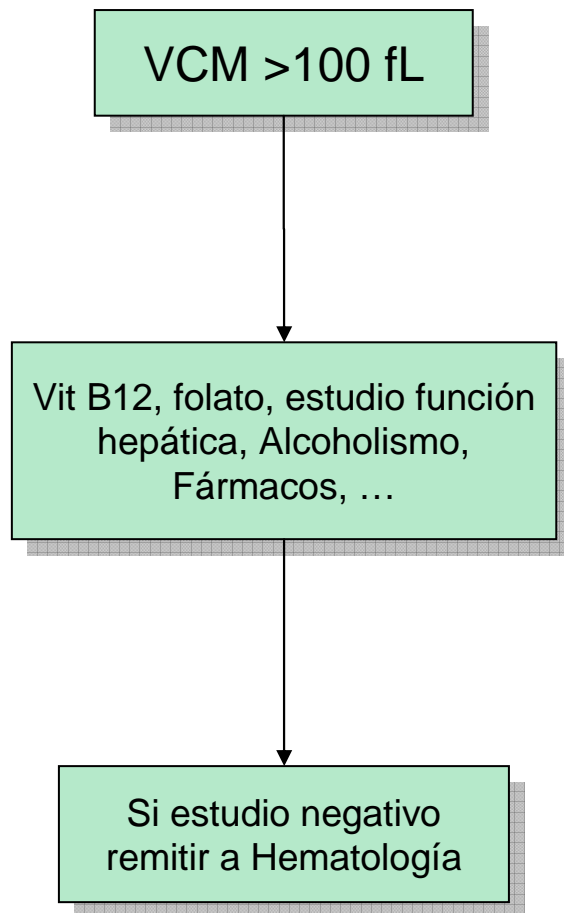 VCM >100 fL
Vit B12, folato, estudio función
hepática, Alcoholismo,
Fármacos, …
Si estudio negativo
remitir a Hematología